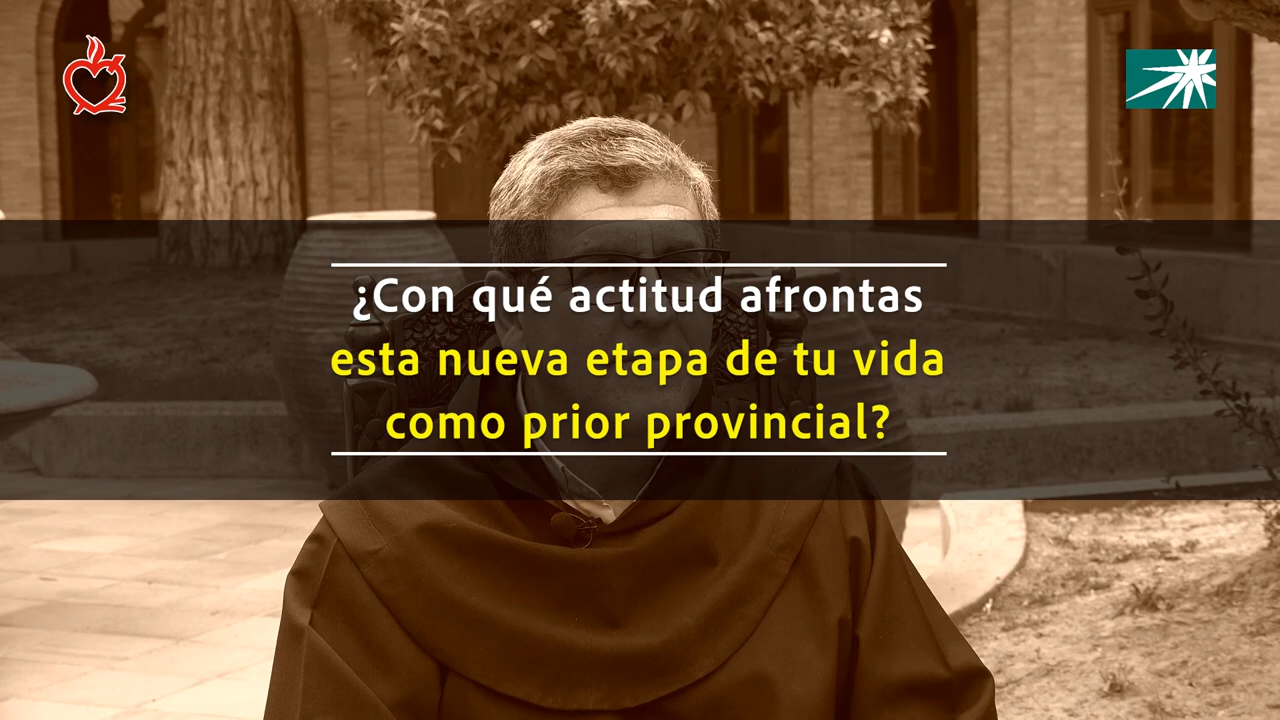 ¿Con qué actitud afrontas
esta nueva etapa de tu vida
como prior provincial?